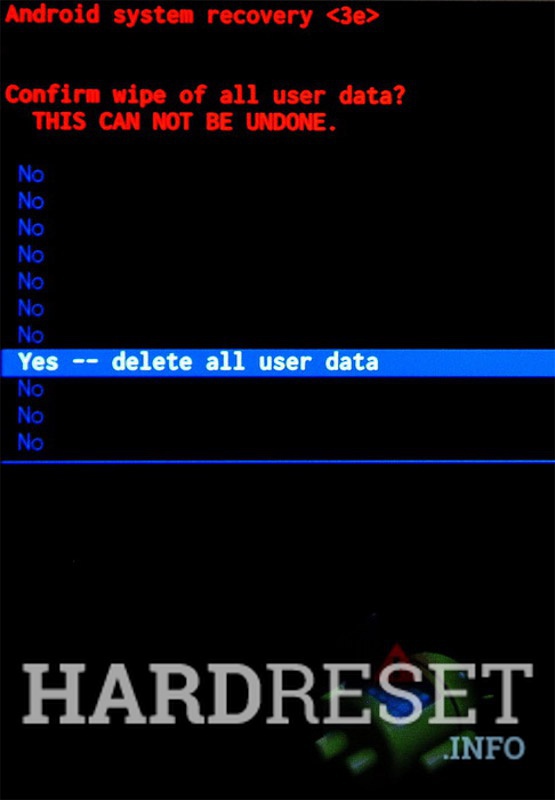 Android system recovery <3e>
Confirm wipe of all user data?
THIS CAN NOT BE UNDONE.
No
No
No
No
No
No
No
Yes -- delete all user data
No
No
No
HARDRESET
.INFO